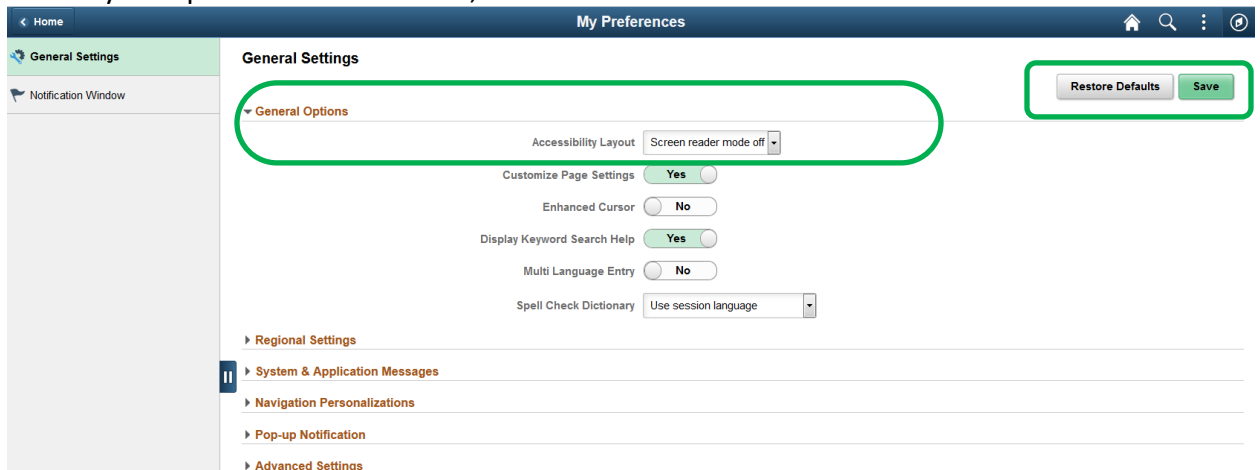 Home
My Preferences
General Settings
Notification Window
General Settings
Restore Defaults Save
General Options
Accessibility Layout Screen reader mode off
Customize Page Settings Yes
Enhanced Cursor No
Display Keyword Search Help Yes
Multi Language Entry No
Spell Check Dictionary Use session language
Regional Settings
System & Application Messages
Navigation Personalizations
Pop-up Notification
Advanced Settings